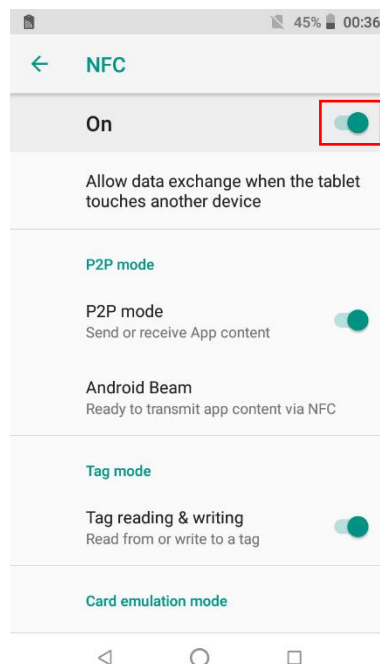 45% 00:36
NFC
On
Allow data exchange when the tablet
touches another device
P2P mode
P2P mode
Send or receive App content
Android Beam
Ready to transmit app content via NFC
Tag mode
Tag reading & writing
Read from or write to a tag
Card emulation mode